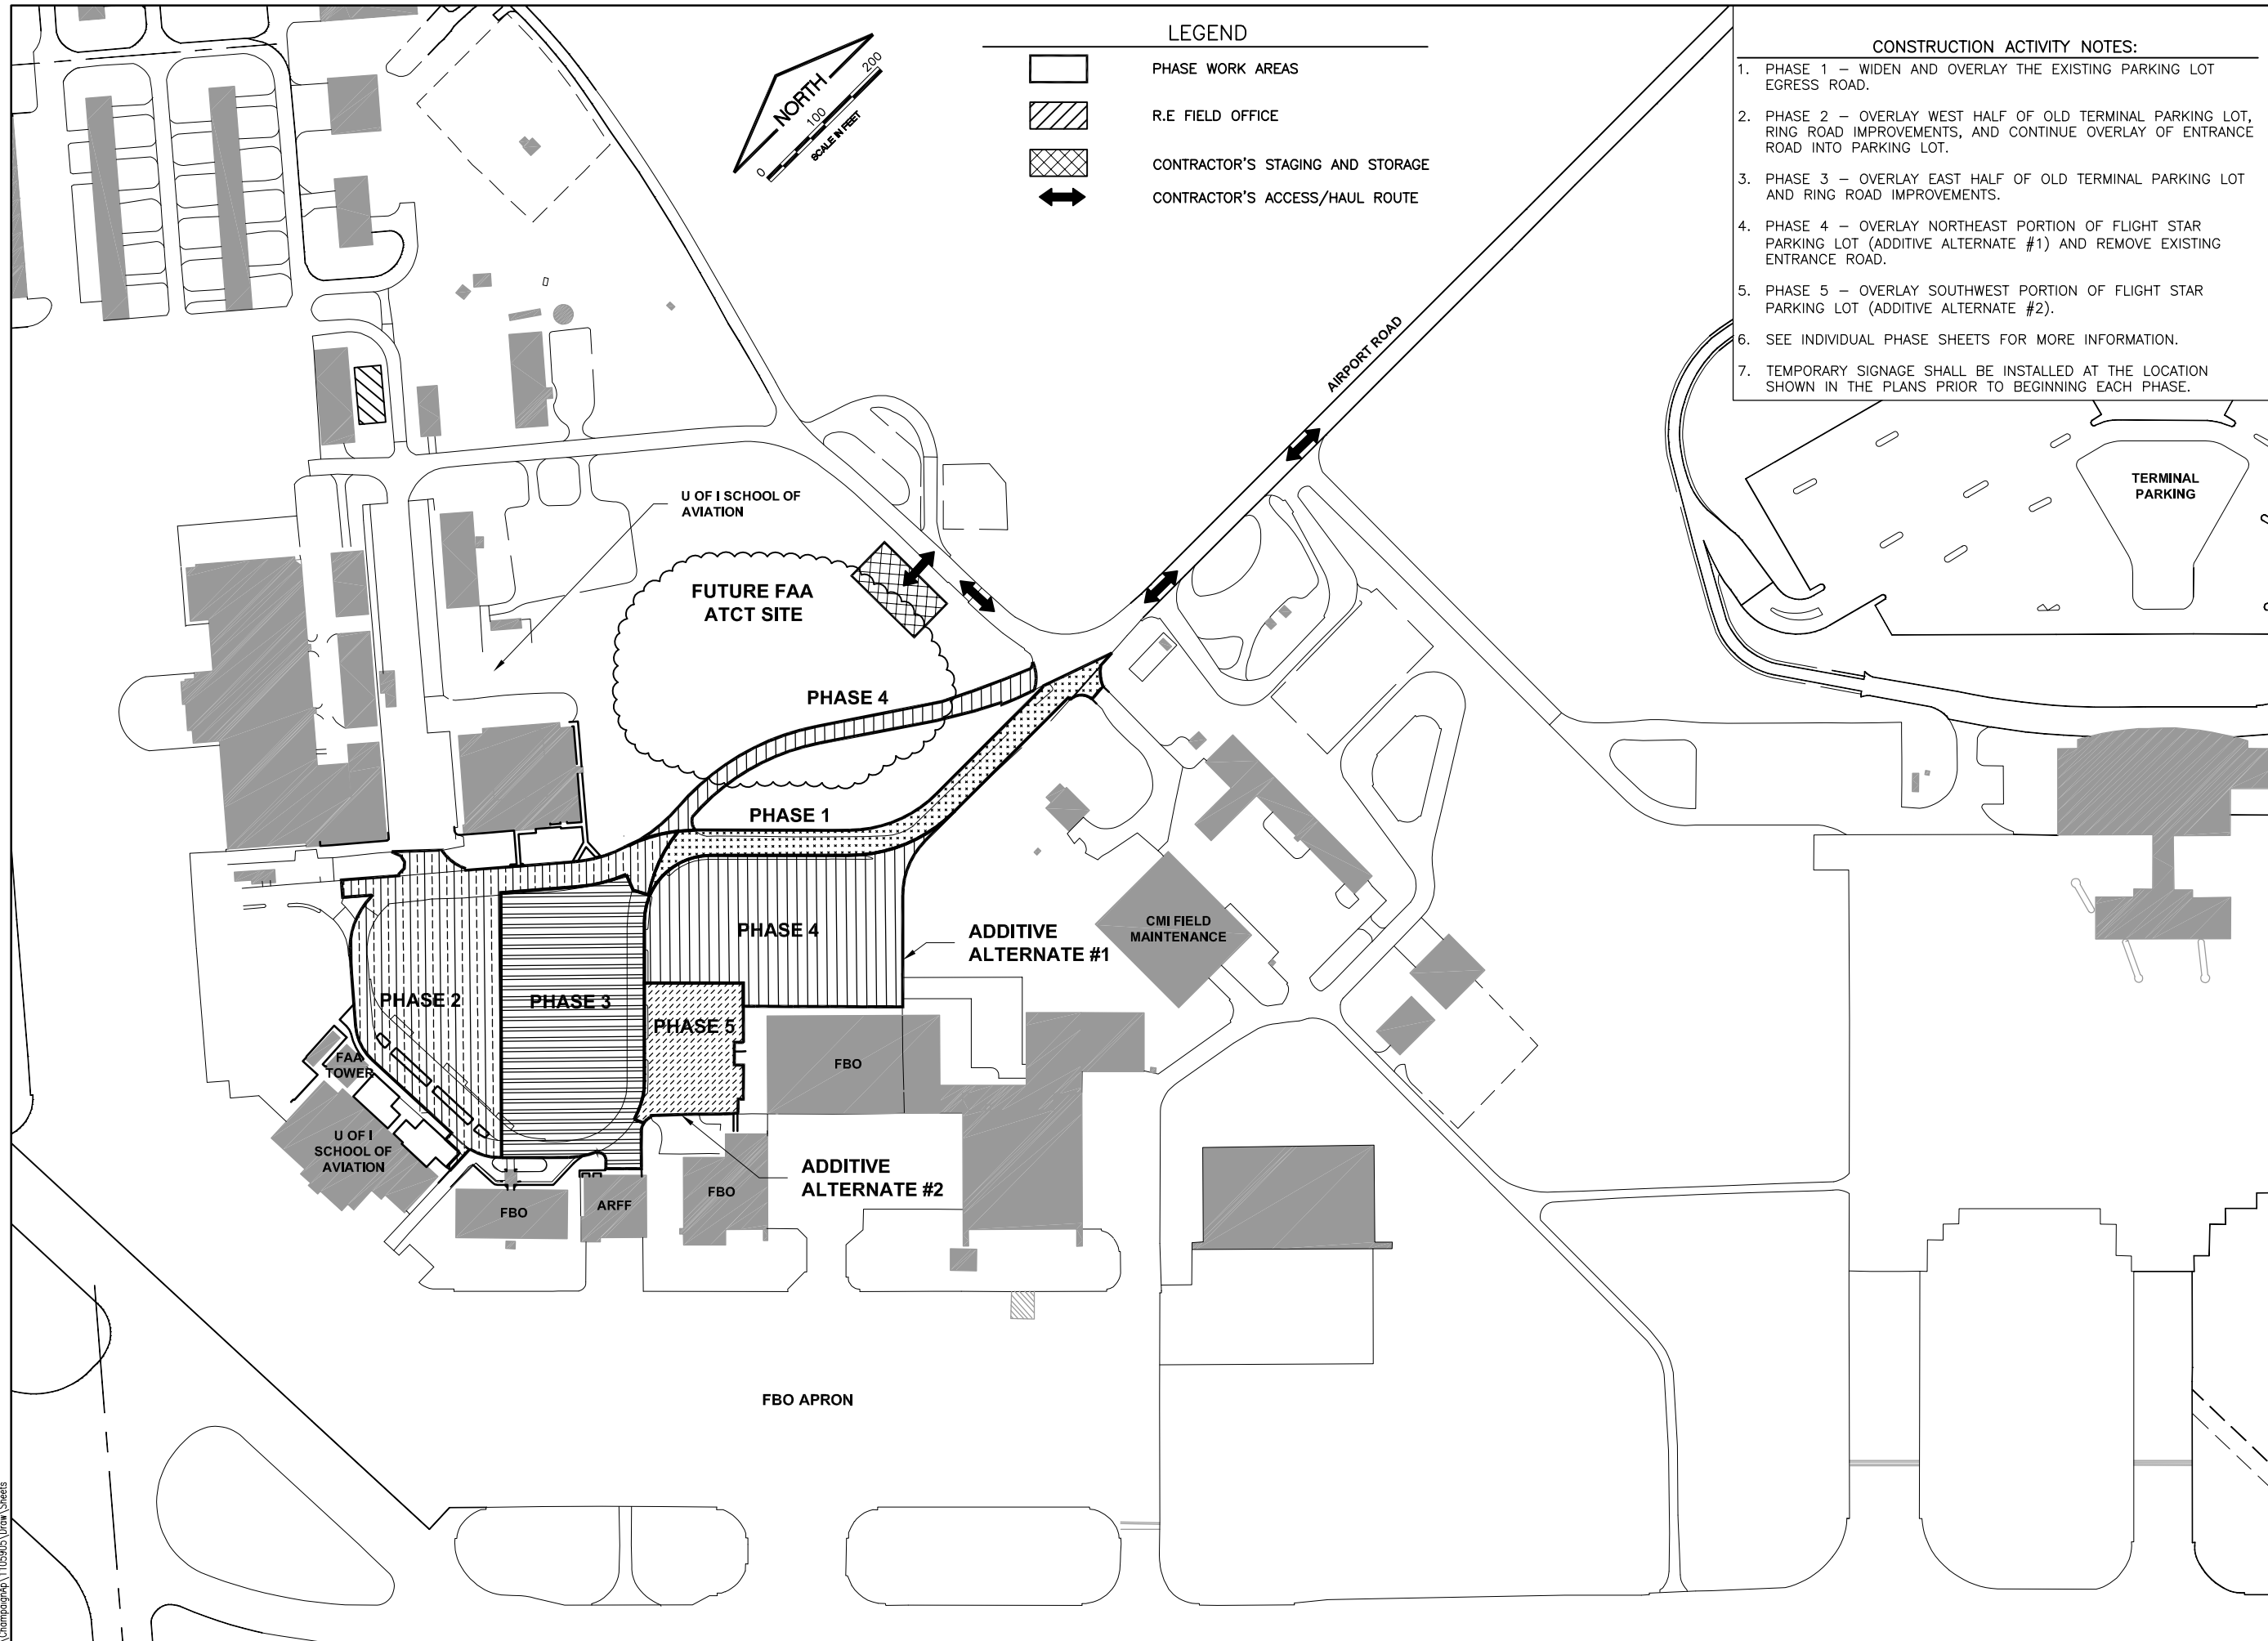 LEGEND
PHASE WORK AREAS
R.E FIELD OFFICE
CONTRACTOR'S STAGING AND STORAGE
CONTRACTOR'S ACCESS/HAUL ROUTE
NORTH
0
100
200
SCALE IN FEET
CONSTRUCTION ACTIVITY NOTES:
1. PHASE 1 – WIDEN AND OVERLAY THE EXISTING PARKING LOT
EGRESS ROAD.
2. PHASE 2 – OVERLAY WEST HALF OF OLD TERMINAL PARKING LOT,
RING ROAD IMPROVEMENTS, AND CONTINUE OVERLAY OF ENTRANCE
ROAD INTO PARKING LOT.
3. PHASE 3 – OVERLAY EAST HALF OF OLD TERMINAL PARKING LOT
AND RING ROAD IMPROVEMENTS.
4. PHASE 4 – OVERLAY NORTHEAST PORTION OF FLIGHT STAR
PARKING LOT (ADDITIVE ALTERNATE #1) AND REMOVE EXISTING
ENTRANCE ROAD.
5. PHASE 5 – OVERLAY SOUTHWEST PORTION OF FLIGHT STAR
PARKING LOT (ADDITIVE ALTERNATE #2).
6. SEE INDIVIDUAL PHASE SHEETS FOR MORE INFORMATION.
7. TEMPORARY SIGNAGE SHALL BE INSTALLED AT THE LOCATION
SHOWN IN THE PLANS PRIOR TO BEGINNING EACH PHASE.
AIRPORT ROAD
TERMINAL
PARKING
U OF I SCHOOL OF
AVIATION
FUTURE FAA
ATCT SITE
PHASE 4
PHASE 1
PHASE 4
ADDITIVE
ALTERNATE #1
CMI FIELD
MAINTENANCE
PHASE 2
PHASE 3
PHASE 5
FAA
TOWER
FBO
U OF I
SCHOOL OF
AVIATION
ADDITIVE
ALTERNATE #2
FBO
ARFF
FBO
FBO APRON
\ChampaignAp\1105905\Draw\Sheets